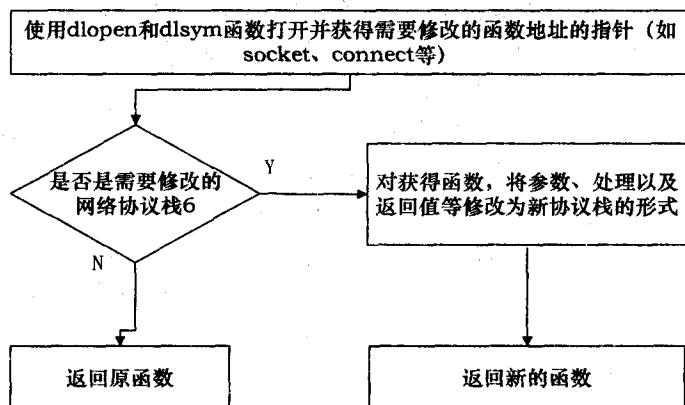 使用dlopen和dlsym函数打开并获得需要修改的函数地址的指针（如
socket、connect等）
是否是需要修改的
网络协议栈6
Y
对获得函数，将参数、处理以及
返回值等修改为新协议栈的形式
N
返回原函数
返回新的函数